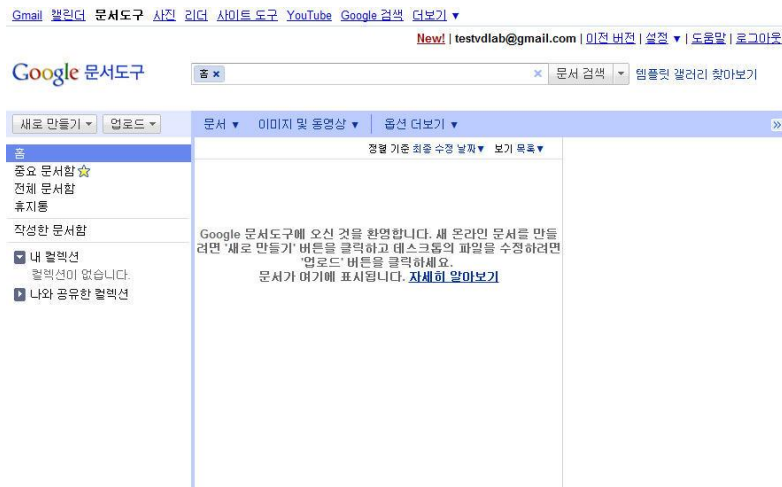 Gmail 캘린더 문서도구 사진 리더 사이트 도구 YouTube Google 검색 더보기 ▼
New! | testvdlab@gmail.com | 이전 버전 | 설정 ▼ | 도움말 | 로그아웃
Google 문서도구
홈 ×
×
문서 검색
템플릿 갤러리 찾아보기
새로 만들기 ▼ 업로드 ▼
문서 ▼ 이미지 및 동영상 ▼ 옵션 더보기 ▼ »
정렬 기준 최종 수정 날짜▼ 보기 목록▼
홈
중요 문서함
전체 문서함
휴지통
작성한 문서함
내 컬렉션
컬렉션이 없습니다.
나와 공유한 컬렉션
Google 문서도구에 오신 것을 환영합니다. 새 온라인 문서를 만들
려면 '새로 만들기' 버튼을 클릭하고 데스크톱의 파일을 수정하려면
'업로드' 버튼을 클릭하세요.
문서가 여기에 표시됩니다. 자세히 알아보기